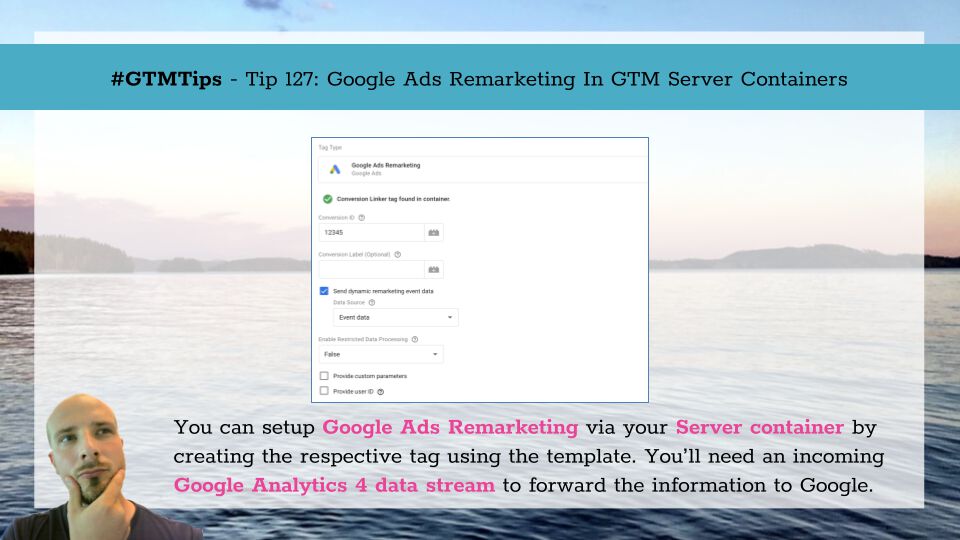 #GTMTips - Tip 127: Google Ads Remarketing In GTM Server Containers
Tag Type
Google Ads Remarketing
Google Ads
Conversion Linker tag found in container.
Conversion ID
12345
Conversion Label (Optional)
Send dynamic remarketing event data
Data Source
Event data
Enable Restricted Data Processing
False
Provide custom parameters
Provide user ID
You can setup Google Ads Remarketing via your Server container by
creating the respective tag using the template. You'll need an incoming
Google Analytics 4 data stream to forward the information to Google.